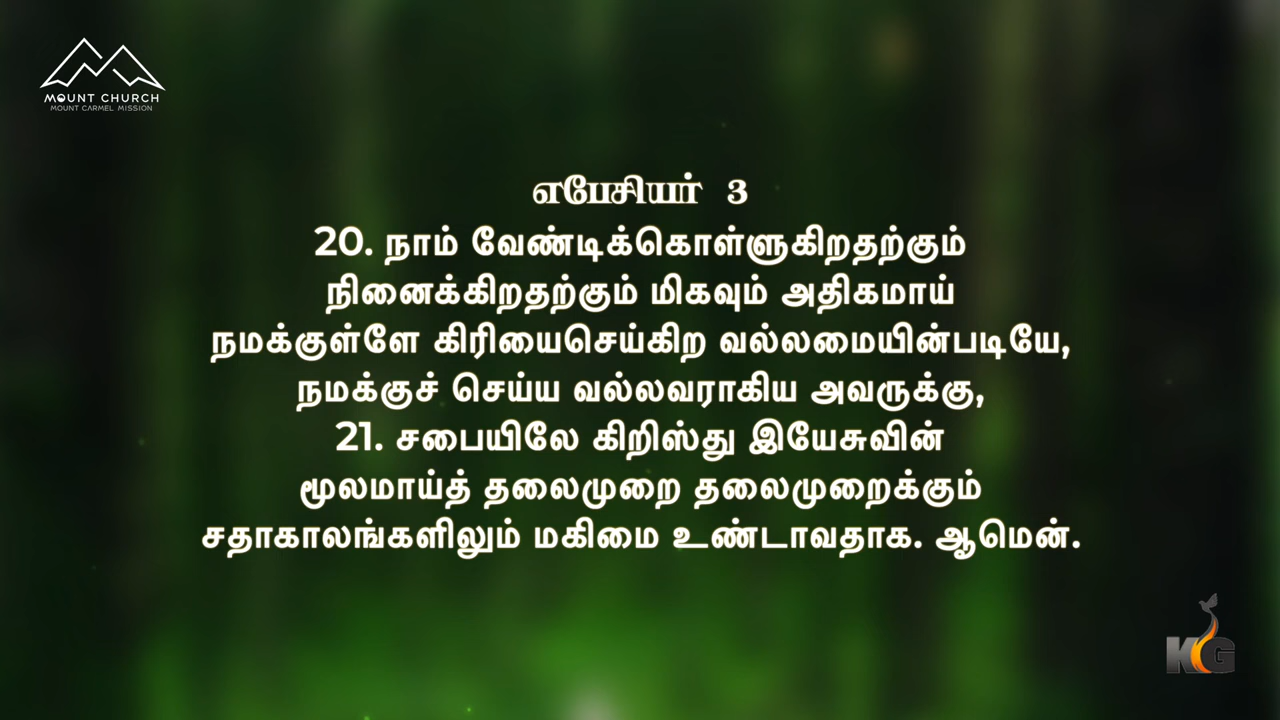 MOUNT CHURCH
MOUNT CARMEL MISSION
எபேசியர் 3
20. நாம் வேண்டிக்கொள்ளுகிறதற்கும்
நினைக்கிறதற்கும் மிகவும் அதிகமாய்
நமக்குள்ளே கிரியைசெய்கிற வல்லமையின்படியே,
நமக்குச் செய்ய வல்லவராகிய அவருக்கு,
21. சபையிலே கிறிஸ்து இயேசுவின்
மூலமாய்த் தலைமுறை தலைமுறைக்கும்
சதாகாலங்களிலும் மகிமை உண்டாவதாக. ஆமென்.
KG